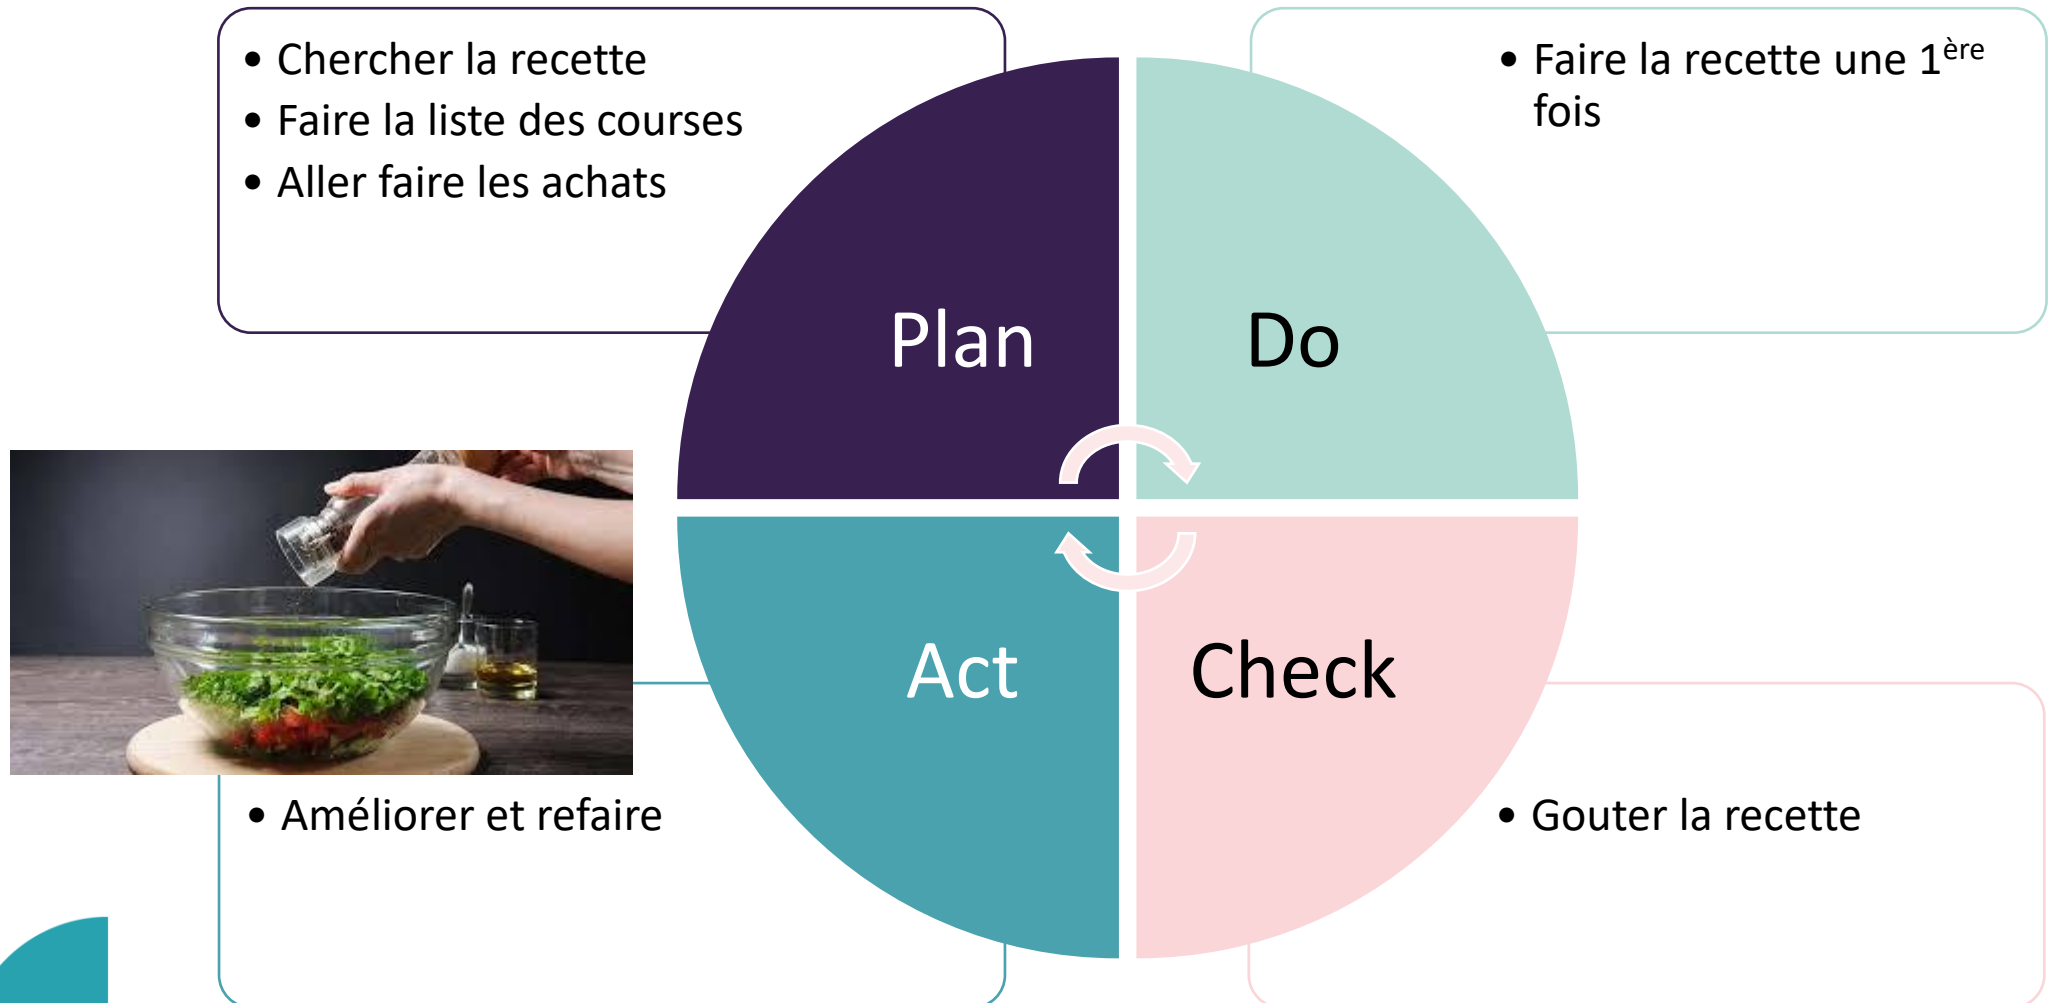 • Chercher la recette
• Faire la liste des courses
• Aller faire les achats
• Faire la recette une 1ère
fois
Plan
Do
Act
Check
• Améliorer et refaire
• Gouter la recette